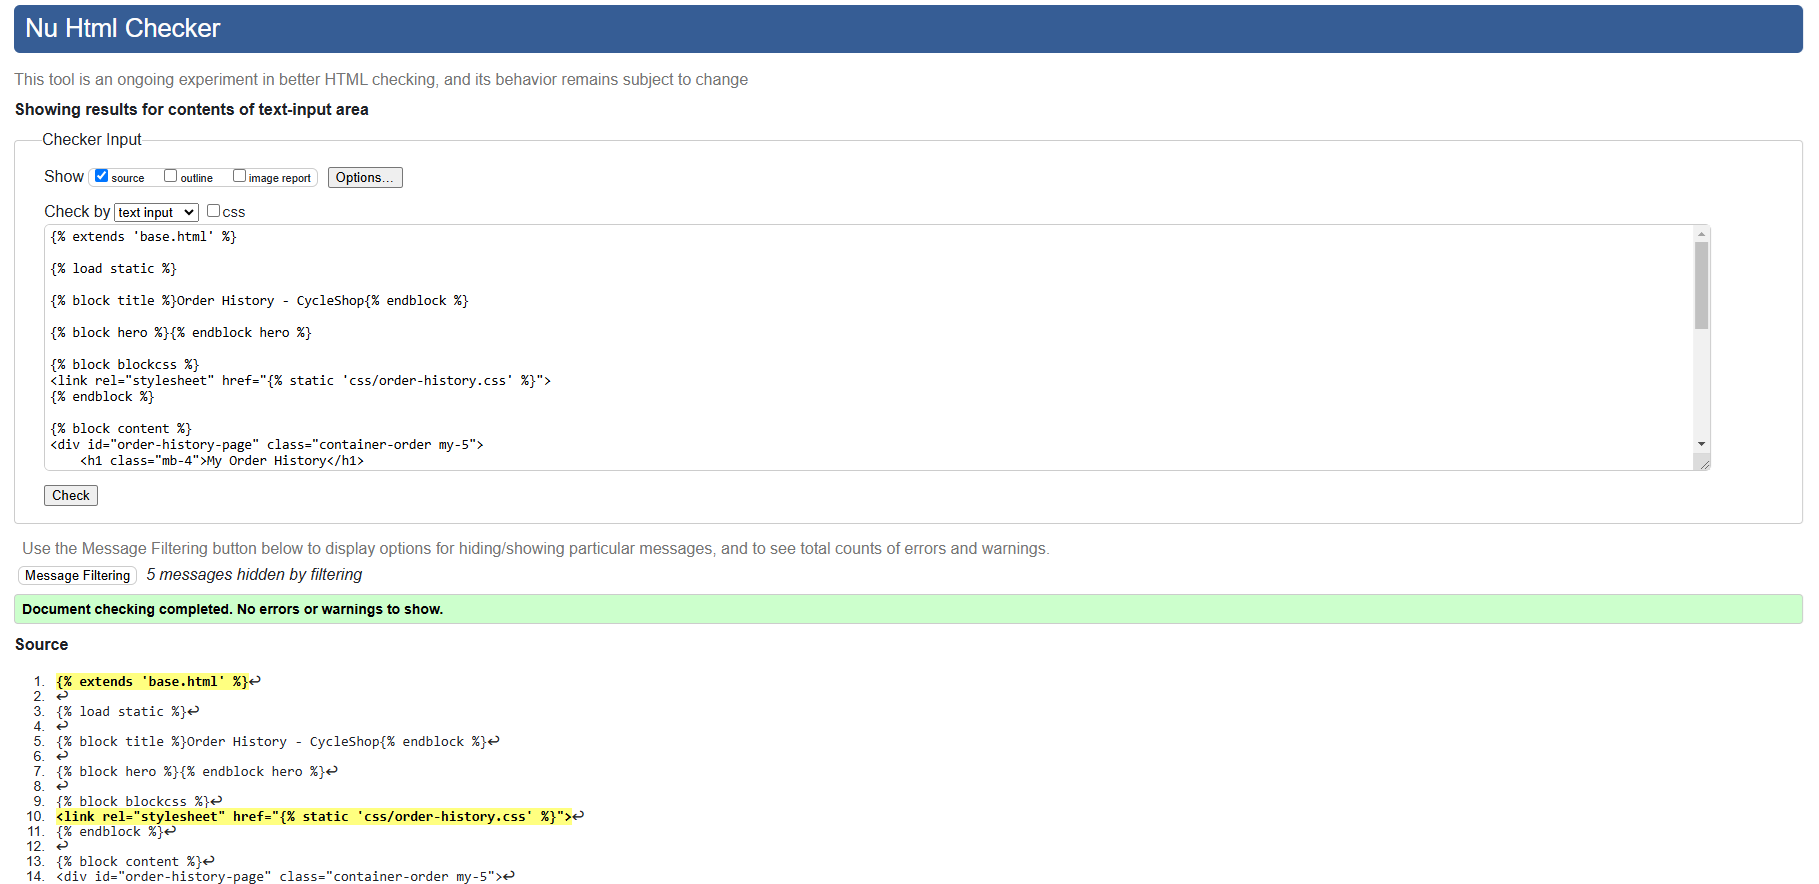 Nu Html Checker
This tool is an ongoing experiment in better HTML checking, and its behavior remains subject to change
Showing results for contents of text-input area
Checker Input
Show source outline image report Options...
Check by text input css
{% extends 'base.html' %}
{% load static %}
{% block title %}Order History - CycleShop{% endblock %}
{% block hero %}{% endblock hero %}
{% block blockcss %}
<link rel="stylesheet" href="{% static 'css/order-history.css' %}">
{% endblock %}
{% block content %}
<div id="order-history-page" class="container-order my-5">
    <h1 class="mb-4">My Order History</h1>
Check
Use the Message Filtering button below to display options for hiding/showing particular messages, and to see total counts of errors and warnings.
Message Filtering 5 messages hidden by filtering
Document checking completed. No errors or warnings to show.
Source
1. {% extends 'base.html' %}↩
2. ↩
3. {% load static %}↩
4. ↩
5. {% block title %}Order History - CycleShop{% endblock %}↩
6. ↩
7. {% block hero %}{% endblock hero %}↩
8. ↩
9. {% block blockcss %}↩
10. <link rel="stylesheet" href="{% static 'css/order-history.css' %}">↩
11. {% endblock %}↩
12. ↩
13. {% block content %}↩
14. <div id="order-history-page" class="container-order my-5">↩